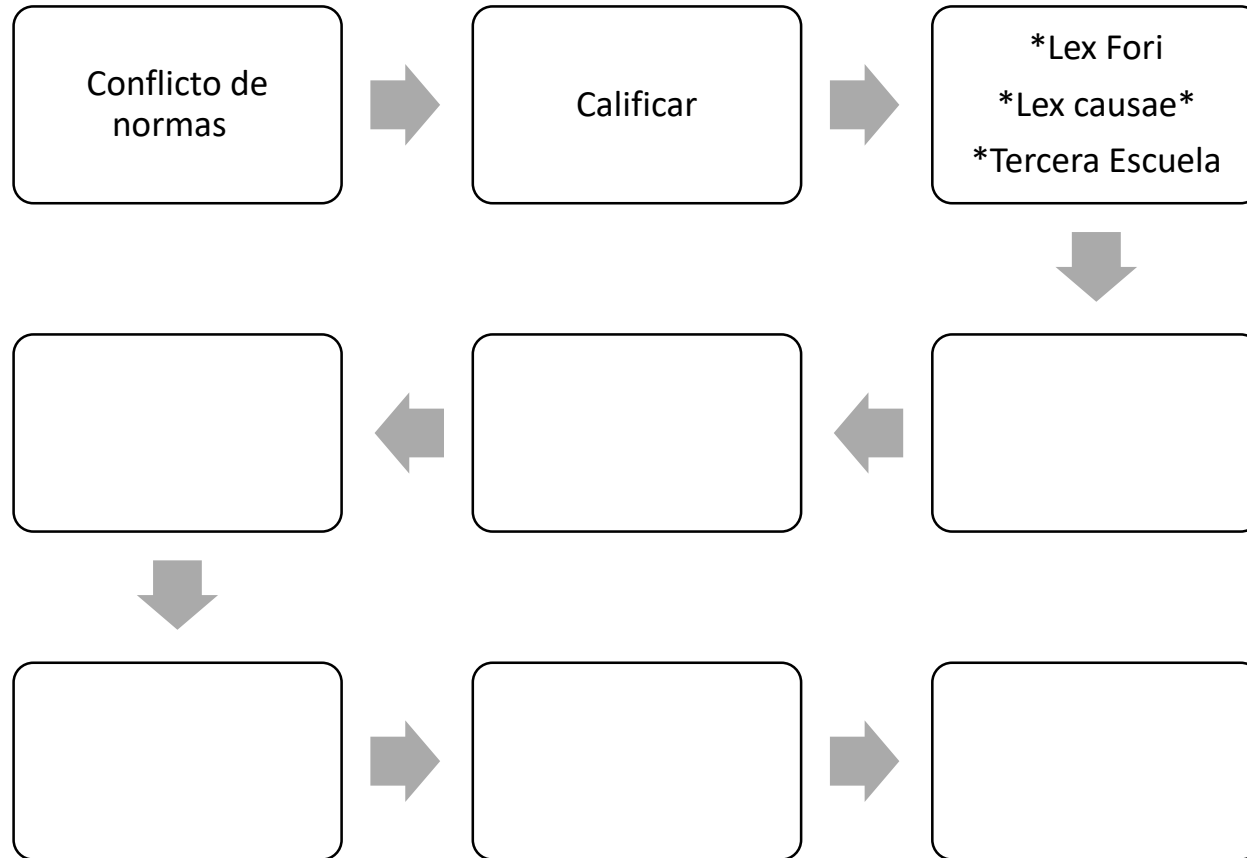 Conflicto de
normas
Calificar
*Lex Fori
*Lex causae*
*Tercera Escuela